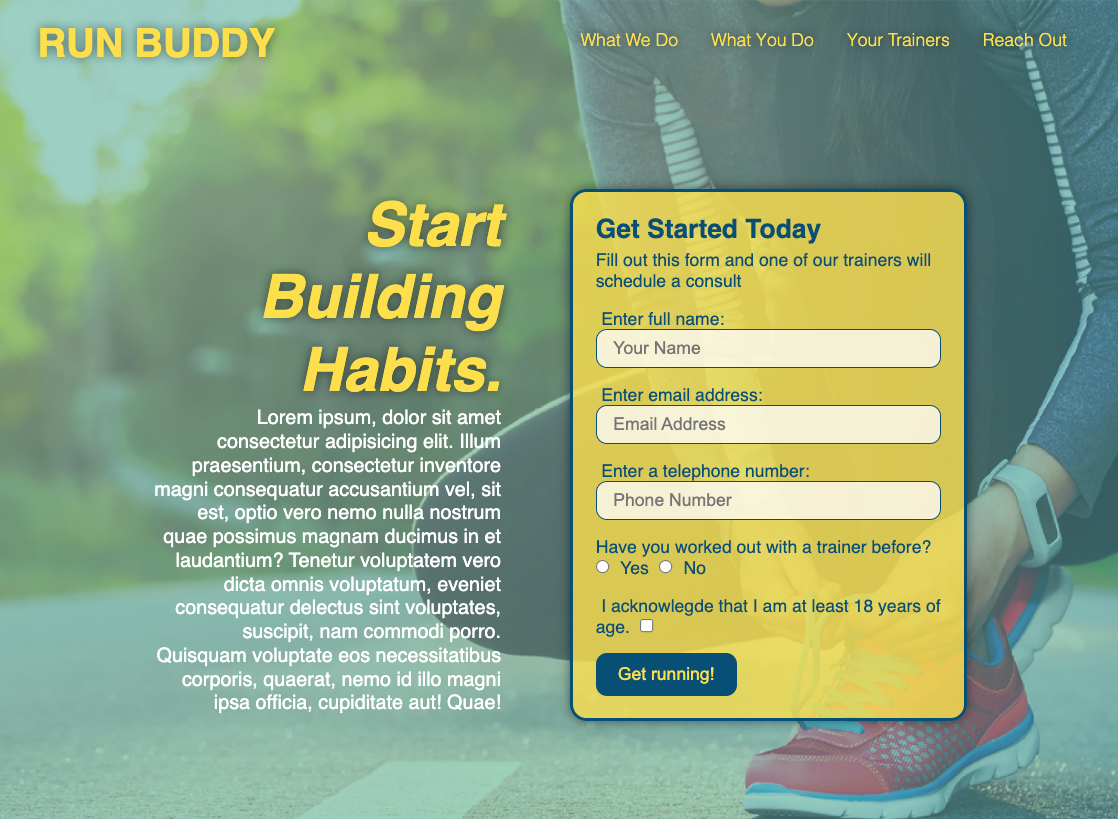 RUN BUDDY
What We Do What You Do Your Trainers Reach Out
Start
Building
Habits.
Lorem ipsum, dolor sit amet
consectetur adipisicing elit. Illum
praesentium, consectetur inventore
magni consequatur accusantium vel, sit
est, optio vero nemo nulla nostrum
quae possimus magnam ducimus in et
laudantium? Tenetur voluptatem vero
dicta omnis voluptatum, eveniet
consequatur delectus sint voluptates,
suscipit, nam commodi porro.
Quisquam voluptate eos necessitatibus
corporis, quaerat, nemo id illo magni
ipsa officia, cupiditate aut! Quae!
Get Started Today
Fill out this form and one of our trainers will
schedule a consult
Enter full name:
Your Name
Enter email address:
Email Address
Enter a telephone number:
Phone Number
Have you worked out with a trainer before?
Yes No
I acknowlegde that I am at least 18 years of
age.
Get running!